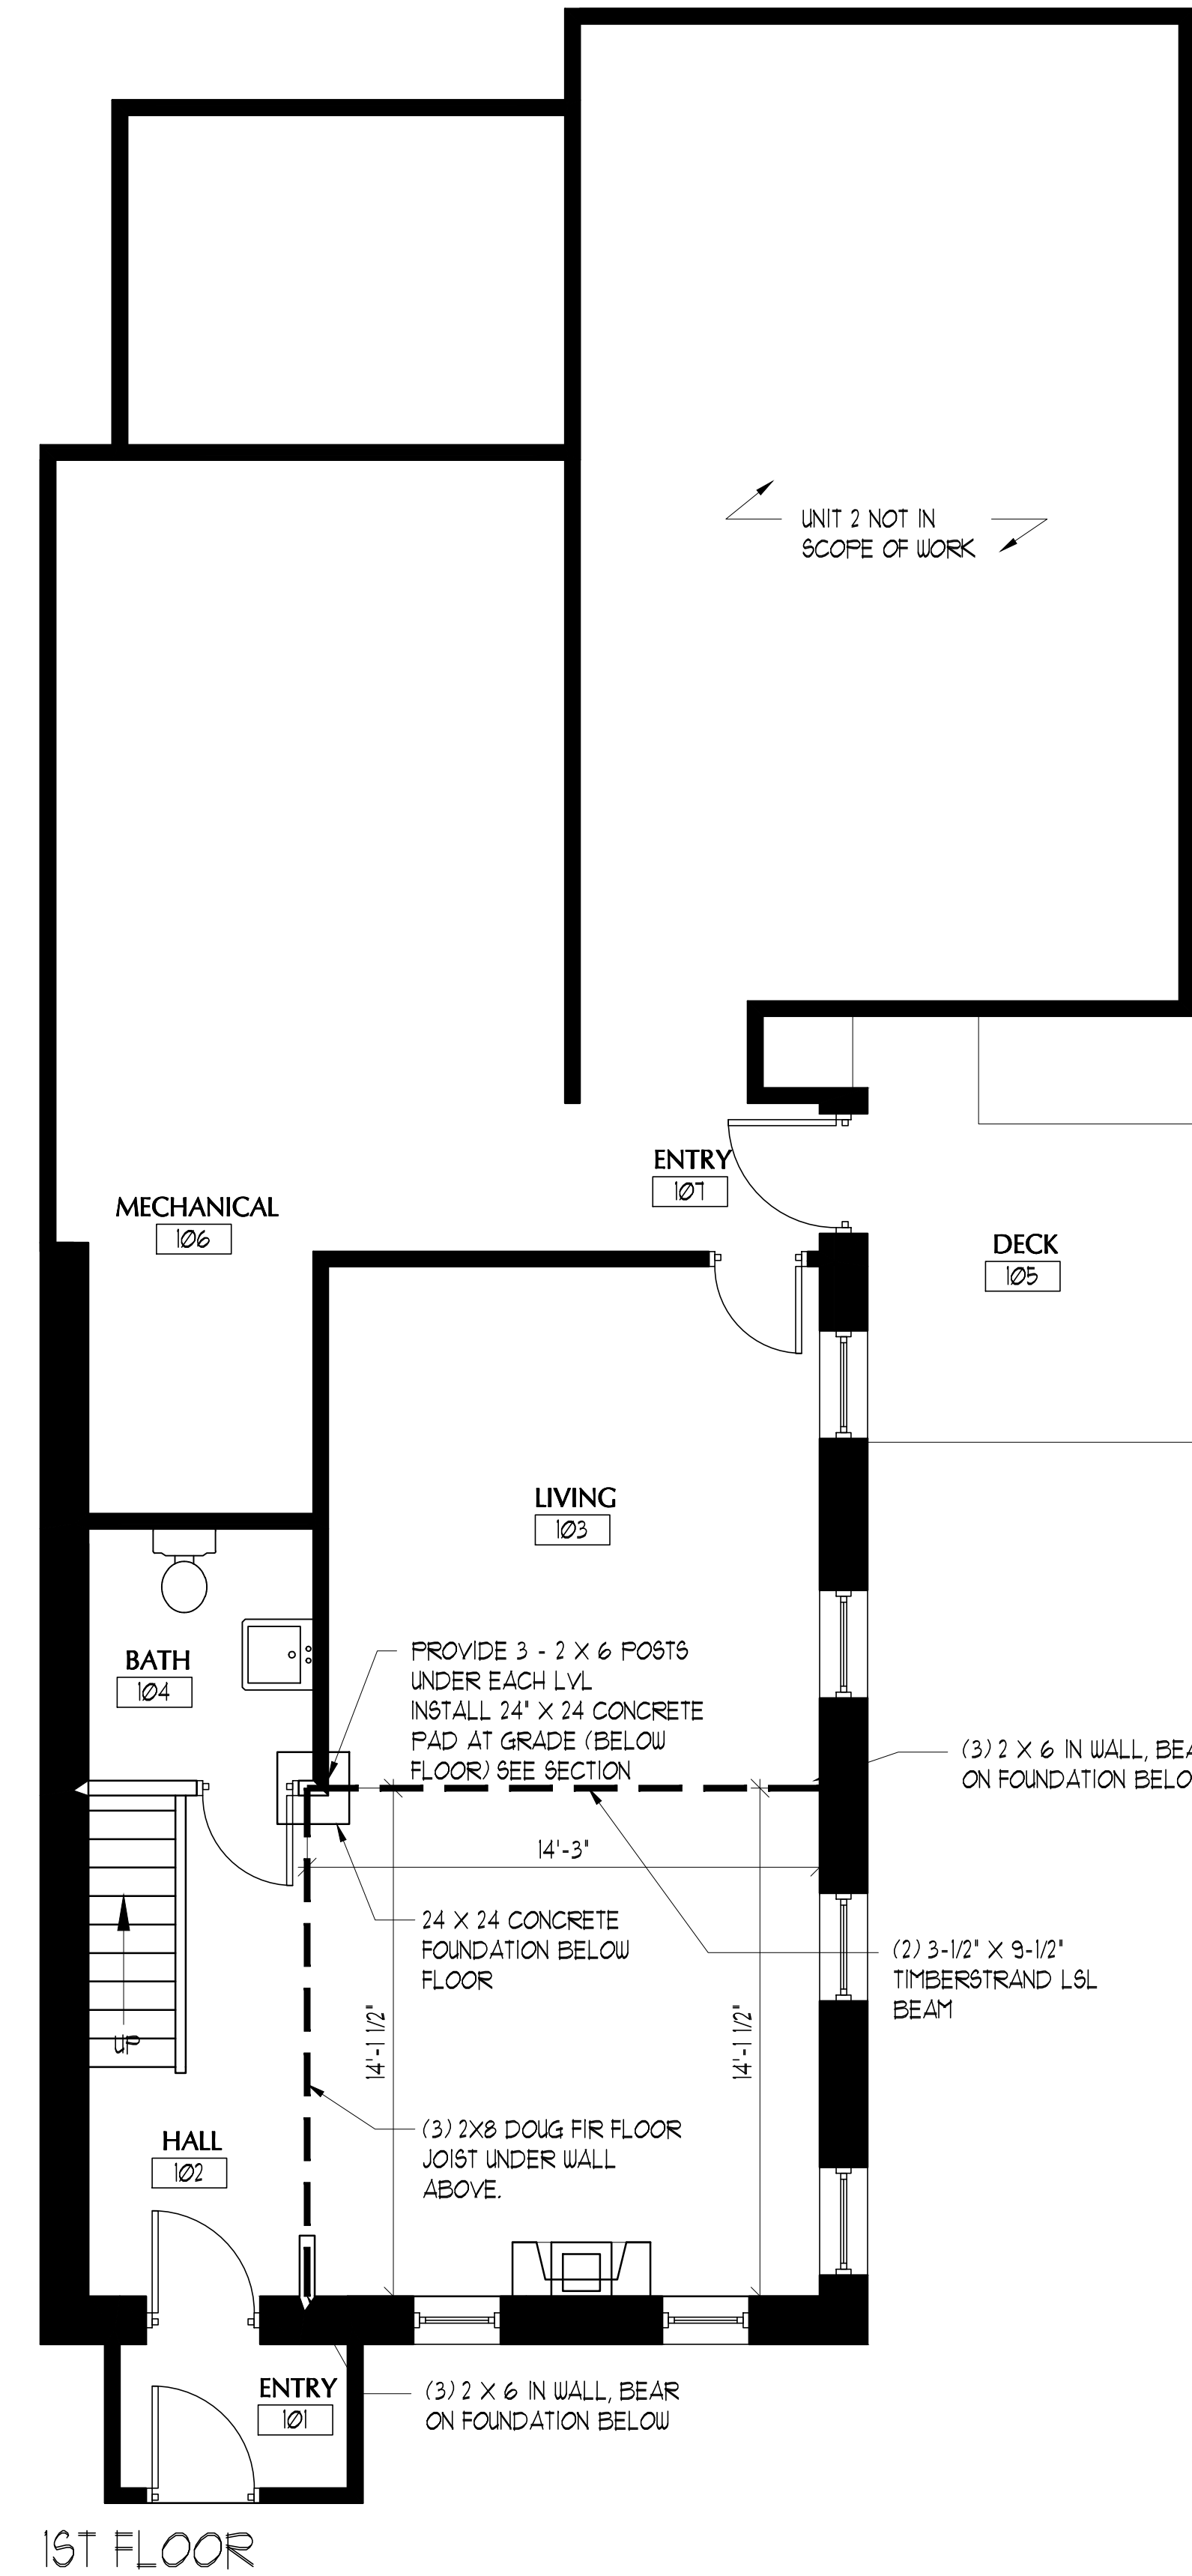 UNIT 2 NOT IN
SCOPE OF WORK
ENTRY
107
MECHANICAL
106
DECK
105
LIVING
103
BATH
104
PROVIDE 3 - 2 X 6 POSTS
UNDER EACH LVL
INSTALL 24" X 24 CONCRETE
PAD AT GRADE (BELOW
FLOOR) SEE SECTION
(3) 2 X 6 IN WALL,
ON FOUNDATION
14'-3"
24 X 24 CONCRETE
FOUNDATION BELOW
FLOOR
(2) 3-1/2" X 9-1/2"
TIMBERSTRAND LSL
BEAM
14'-1 1/2"
14'-1 1/2"
UP
(3) 2X8 DOUG FIR FLOOR
JOIST UNDER WALL
ABOVE.
HALL
102
ENTRY
101
(3) 2 X 6 IN WALL, BEAR
ON FOUNDATION BELOW
1ST FLOOR